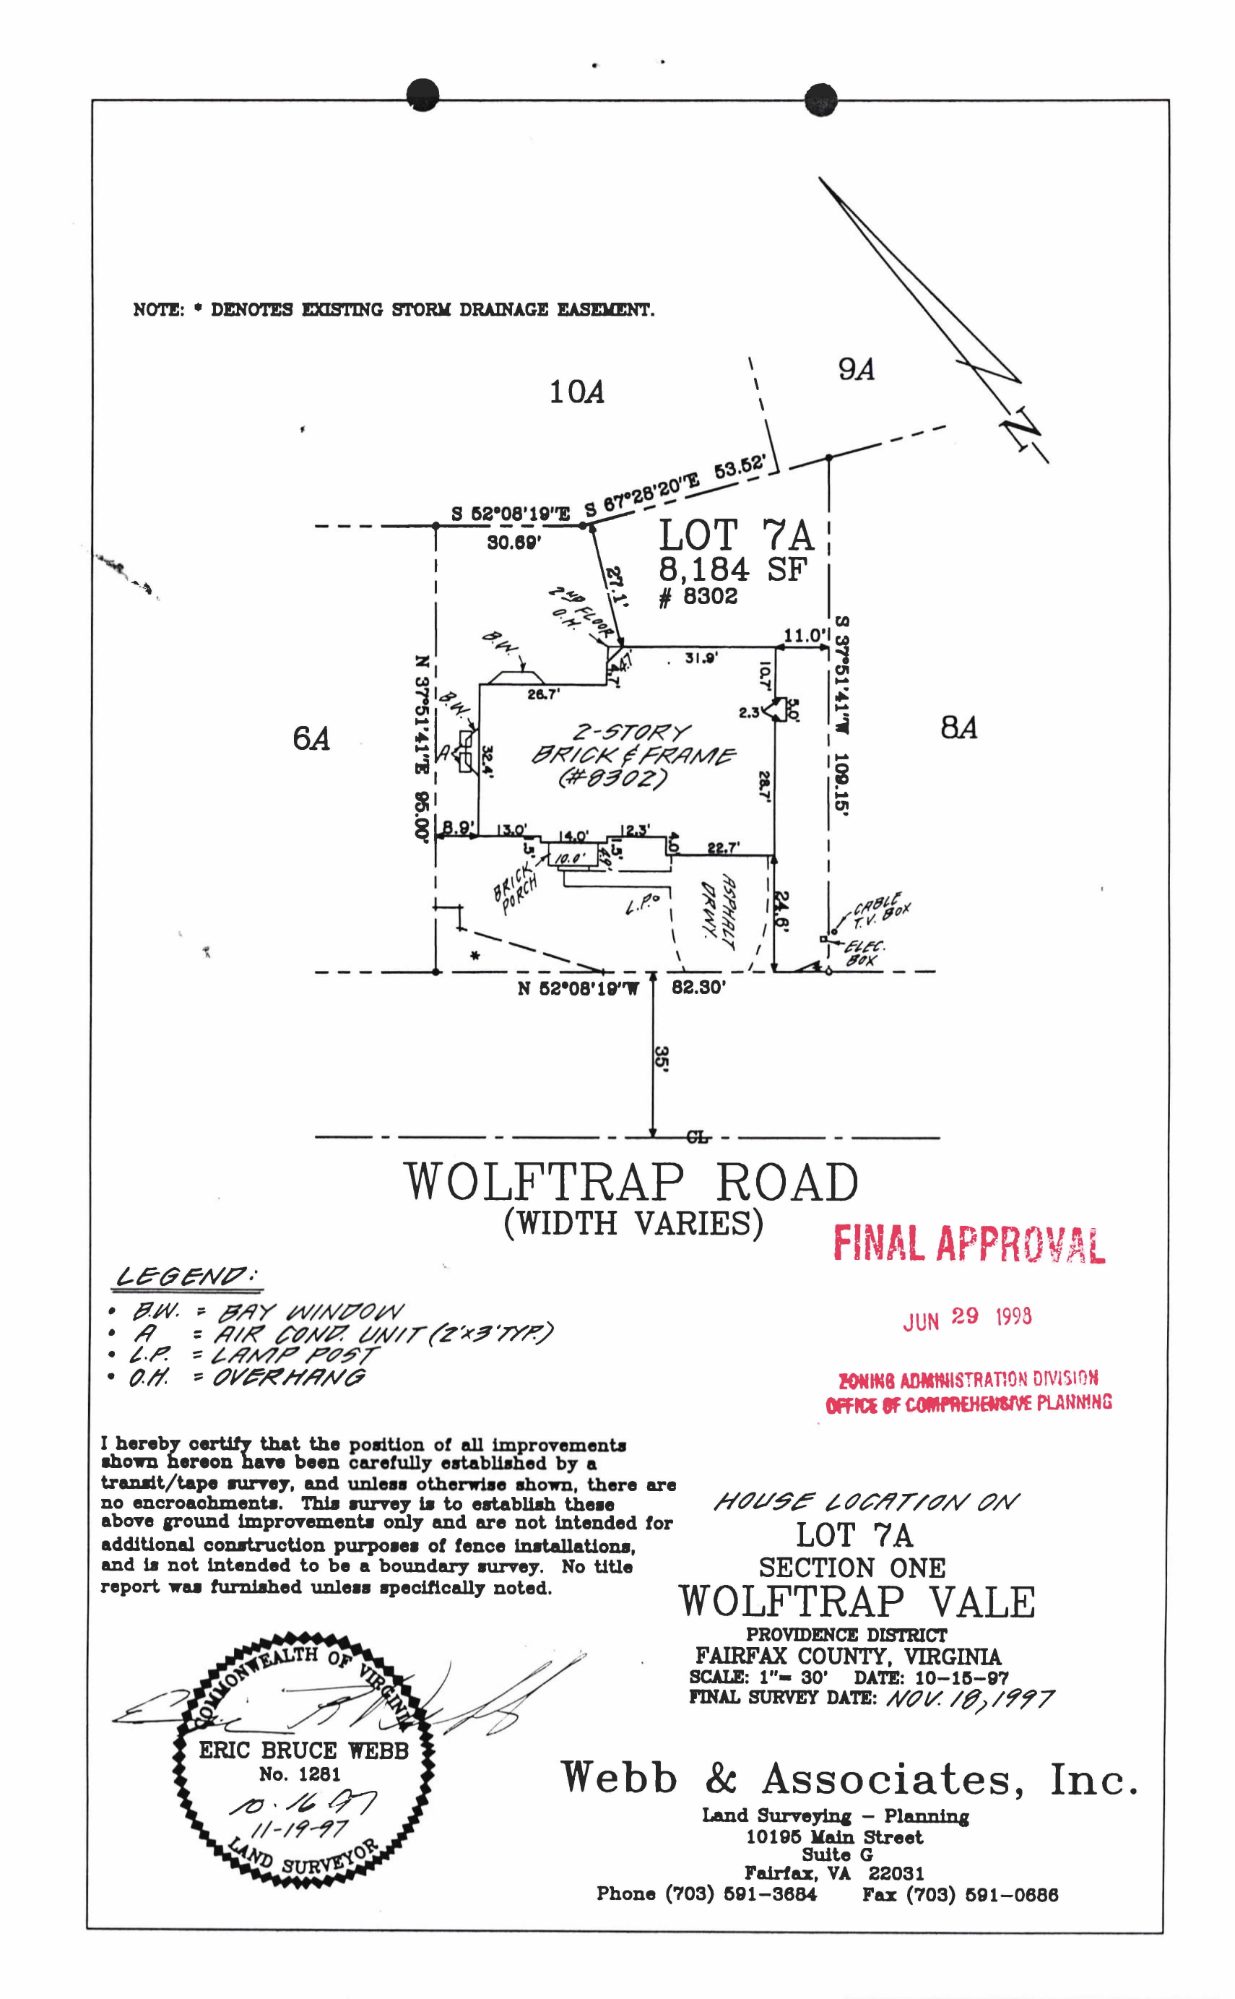 NOTE: * DENOTES EXISTING STORM DRAINAGE EASEMENT.
10A
9A
N
S 52°08'19"E
30.69'
S 67°28'20"E 53.52'
LOT 7A
8,184 SF
# 8302
27.1'
2ND FLOOR
O.H.
B.W.
31.9'
11.0'
4.7'
4.7'
26.7'
10.7'
5.0'
2.3'
S 37°51'41"W 109.15'
N 37°51'41"E 95.00'
B.W.
A
6A
8A
2-STORY
BRICK & FRAME
(#8302)
32.4'
28.7'
8.9'
13.0'
1.5'
14.0'
1.5'
12.3'
4.0'
22.7'
10.0'
4.9'
BRICK
PORCH
L.P.
ASPHALT
DRWY.
24.6'
CABLE
T.V. BOX
ELEC.
BOX
*
*
N 52°08'19"W 82.30'
35'
CL
WOLFTRAP ROAD
(WIDTH VARIES)
FINAL APPROVAL
JUN 29 1998
ZONING ADMINISTRATION DIVISION
OFFICE OF COMPREHENSIVE PLANNING
LEGEND:
• B.W. = BAY WINDOW
• A = AIR COND. UNIT (2'x3' TYP.)
• L.P. = LAMP POST
• O.H. = OVERHANG
I hereby certify that the position of all improvements
shown hereon have been carefully established by a
transit/tape survey, and unless otherwise shown, there are
no encroachments. This survey is to establish these
above ground improvements only and are not intended for
additional construction purposes of fence installations,
and is not intended to be a boundary survey. No title
report was furnished unless specifically noted.
HOUSE LOCATION ON
LOT 7A
SECTION ONE
WOLFTRAP VALE
PROVIDENCE DISTRICT
FAIRFAX COUNTY, VIRGINIA
SCALE: 1"= 30' DATE: 10-15-97
FINAL SURVEY DATE: NOV. 18, 1997
COMMONWEALTH OF VIRGINIA
Eric B Webb
ERIC BRUCE WEBB
No. 1281
10·16·97
11-19-97
LAND SURVEYOR
Webb & Associates, Inc.
Land Surveying – Planning
10195 Main Street
Suite G
Fairfax, VA 22031
Phone (703) 591-3684 Fax (703) 591-0686